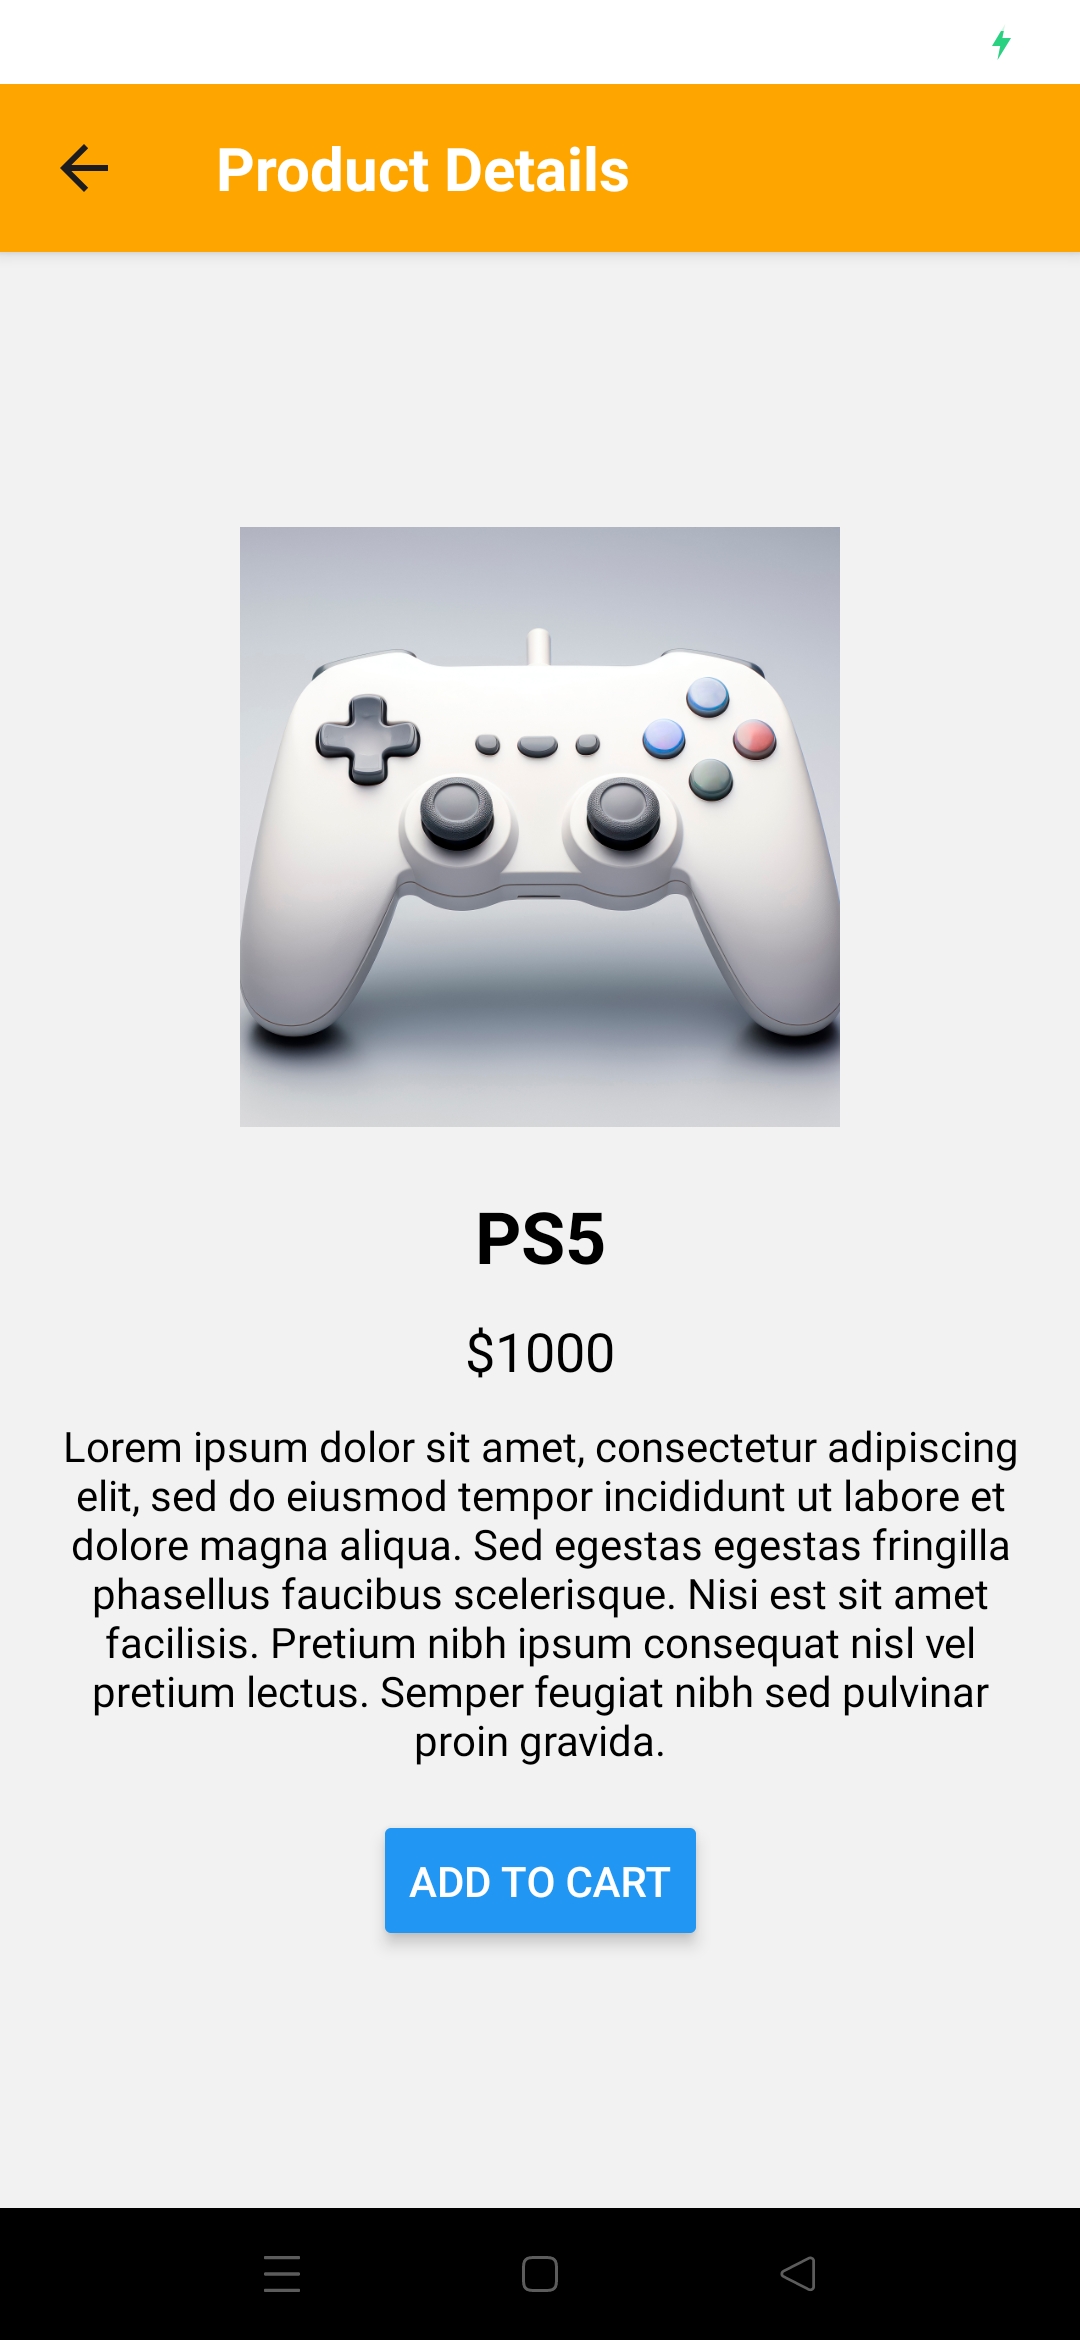 Product Details
PS5
$1000
Lorem ipsum dolor sit amet, consectetur adipiscing
elit, sed do eiusmod tempor incididunt ut labore et
dolore magna aliqua. Sed egestas egestas fringilla
phasellus faucibus scelerisque. Nisi est sit amet
facilisis. Pretium nibh ipsum consequat nisl vel
pretium lectus. Semper feugiat nibh sed pulvinar
proin gravida.
ADD TO CART